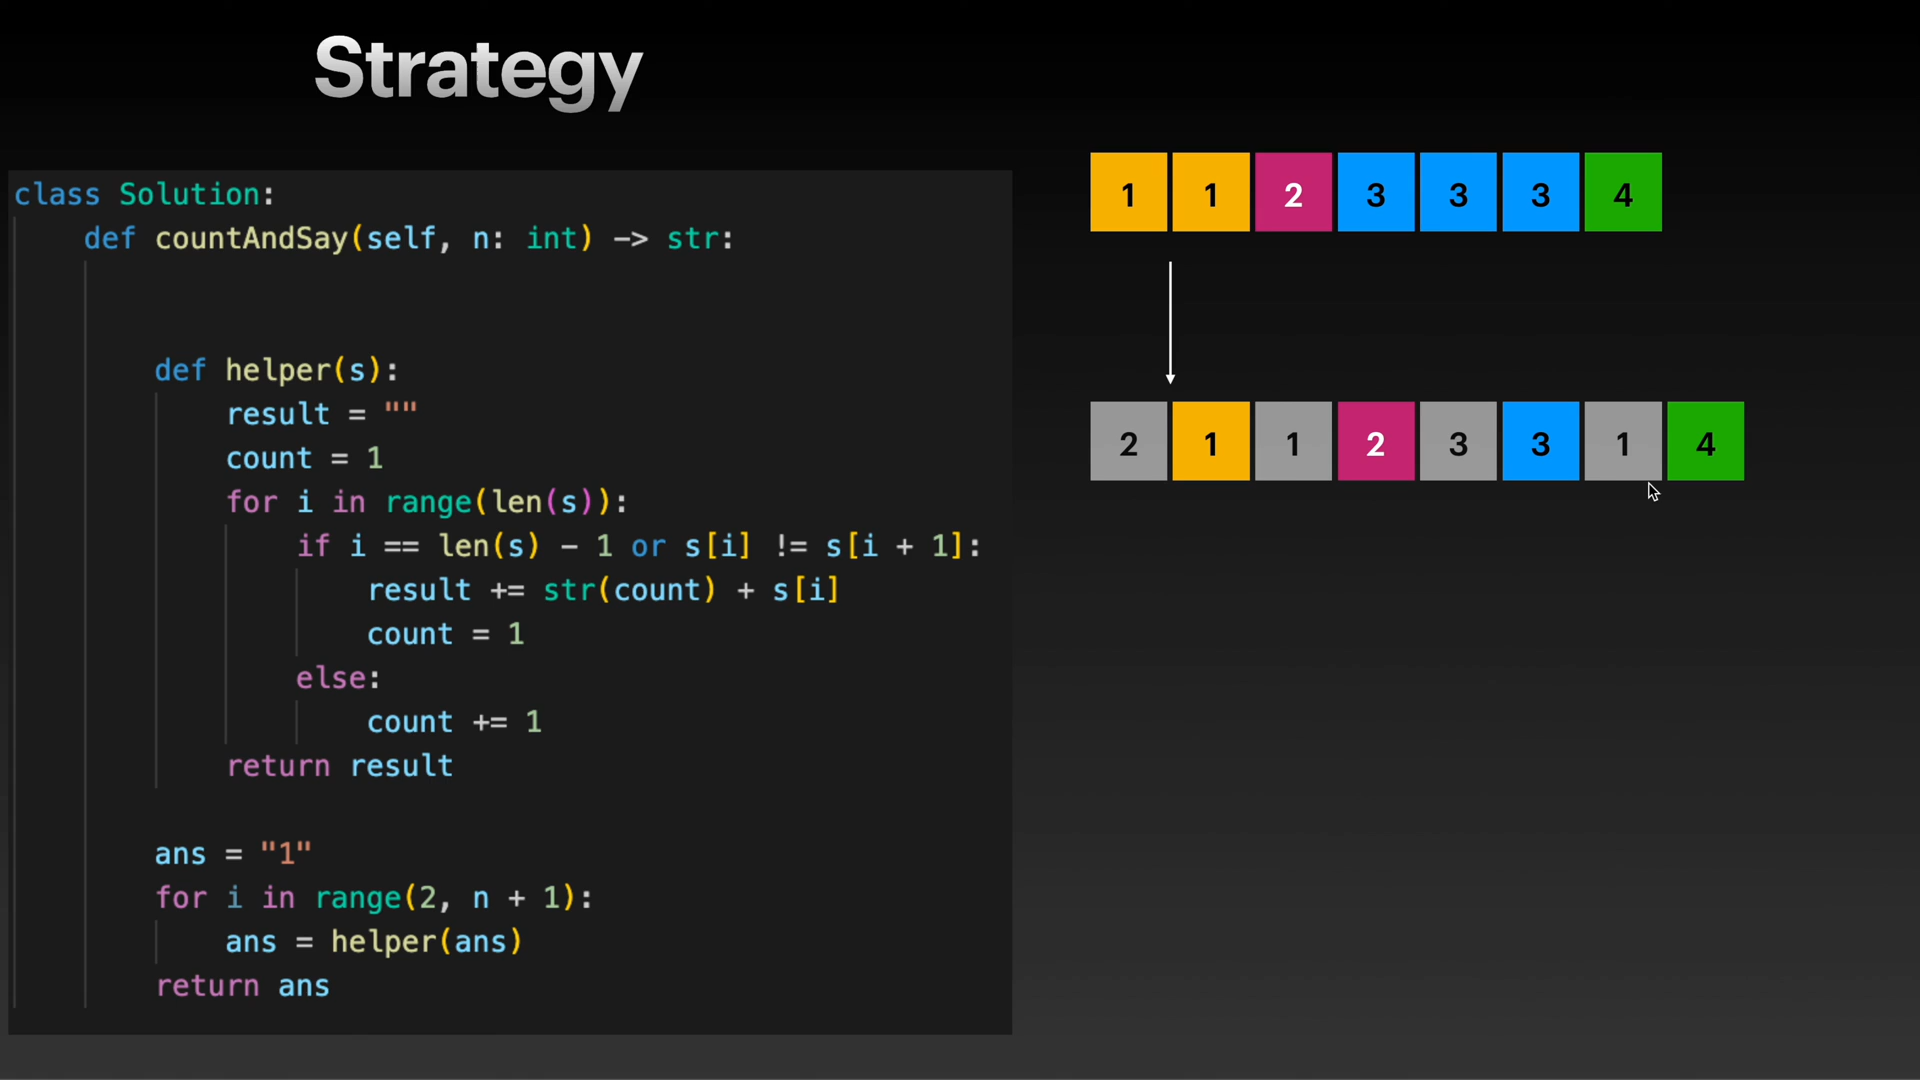 Strategy
class Solution:
def countAndSay(self, n: int) -> str:
def helper(s):
result = ""
count = 1
for i in range(len(s)):
if i == len(s) - 1 or s[i] != s[i + 1]:
result += str(count) + s[i]
count = 1
else:
count += 1
return result
ans = "1"
for i in range(2, n + 1):
ans = helper(ans)
return ans
1 1 2 3 3 3 4
2 1 1 2 3 3 1 4